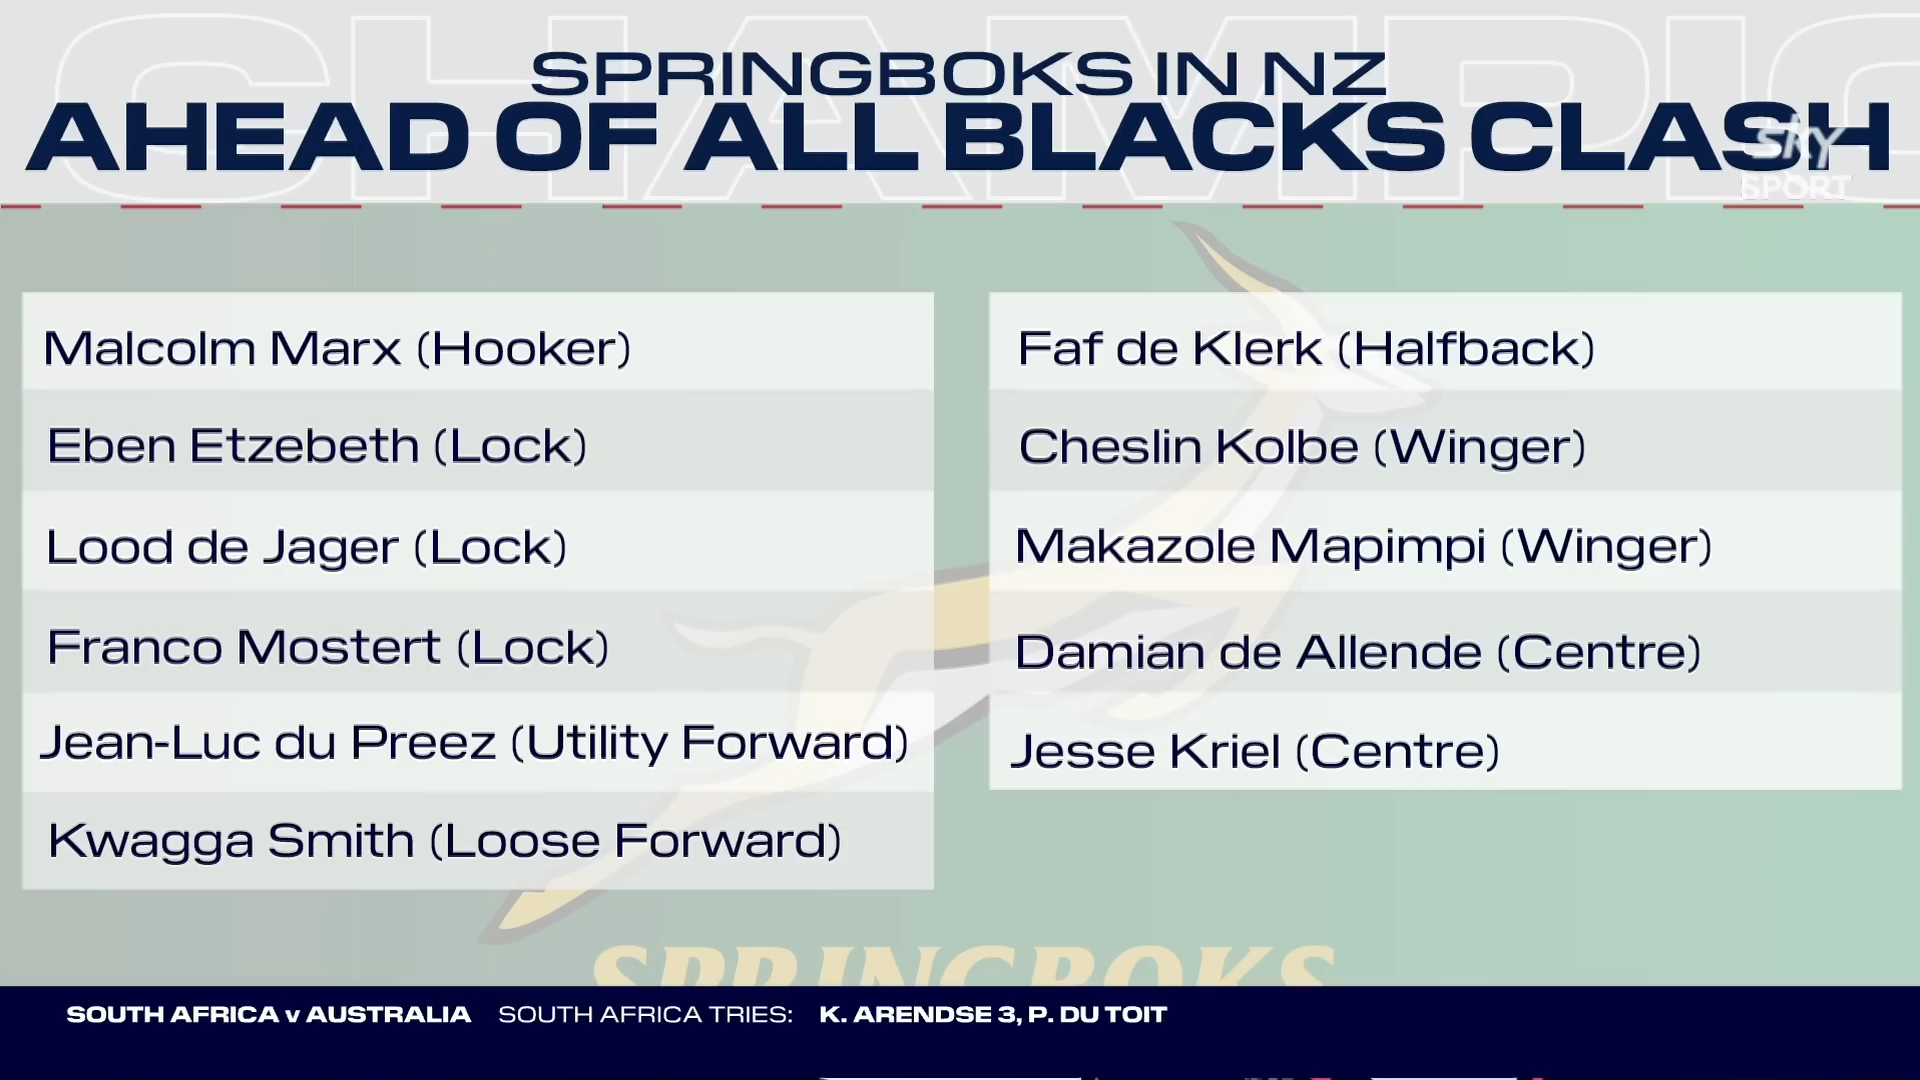 SPRINGBOKS IN NZ
AHEAD OF ALL BLACKS CLASH
sky
SPORT
Malcolm Marx (Hooker)
Eben Etzebeth (Lock)
Lood de Jager (Lock)
Franco Mostert (Lock)
Jean-Luc du Preez (Utility Forward)
Kwagga Smith (Loose Forward)
Faf de Klerk (Halfback)
Cheslin Kolbe (Winger)
Makazole Mapimpi (Winger)
Damian de Allende (Centre)
Jesse Kriel (Centre)
SPRINGBOKS
SOUTH AFRICA v AUSTRALIA SOUTH AFRICA TRIES: K. ARENDSE 3, P. DU TOIT